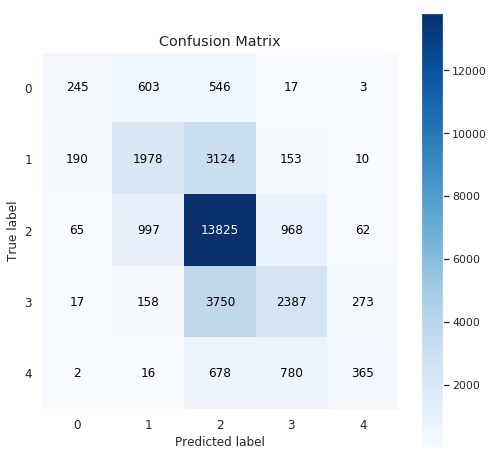 Confusion Matrix
True label
0 245 603 546 17 3
1 190 1978 3124 153 10
2 65 997 13825 968 62
3 17 158 3750 2387 273
4 2 16 678 780 365
0 1 2 3 4
Predicted label
12000
10000
8000
6000
4000
2000